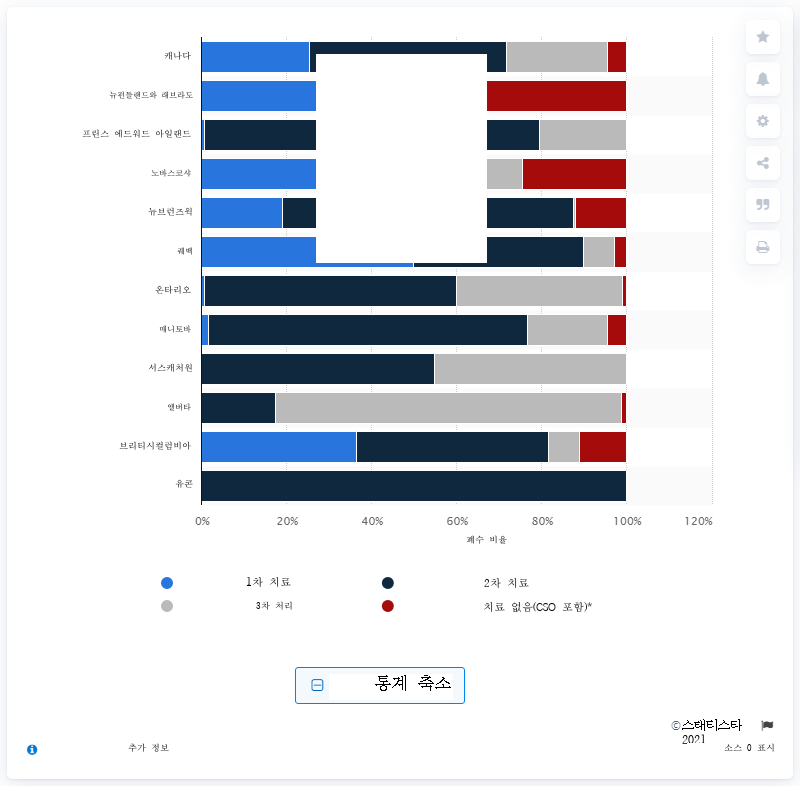 캐나다
뉴펀들랜드와 래브라도
프린스 에드워드 아일랜드
노바스코샤
뉴브런즈윅
퀘벡
온타리오
매니토바
서스캐처원
앨버타
브리티시컬럼비아
유콘
0% 20% 40% 60% 80% 100% 120%
폐수 비율
1차 치료 2차 치료
3차 처리 치료 없음(CSO 포함)*
통계 축소
©스태티스타
2021
추가 정보 소스 0 표시